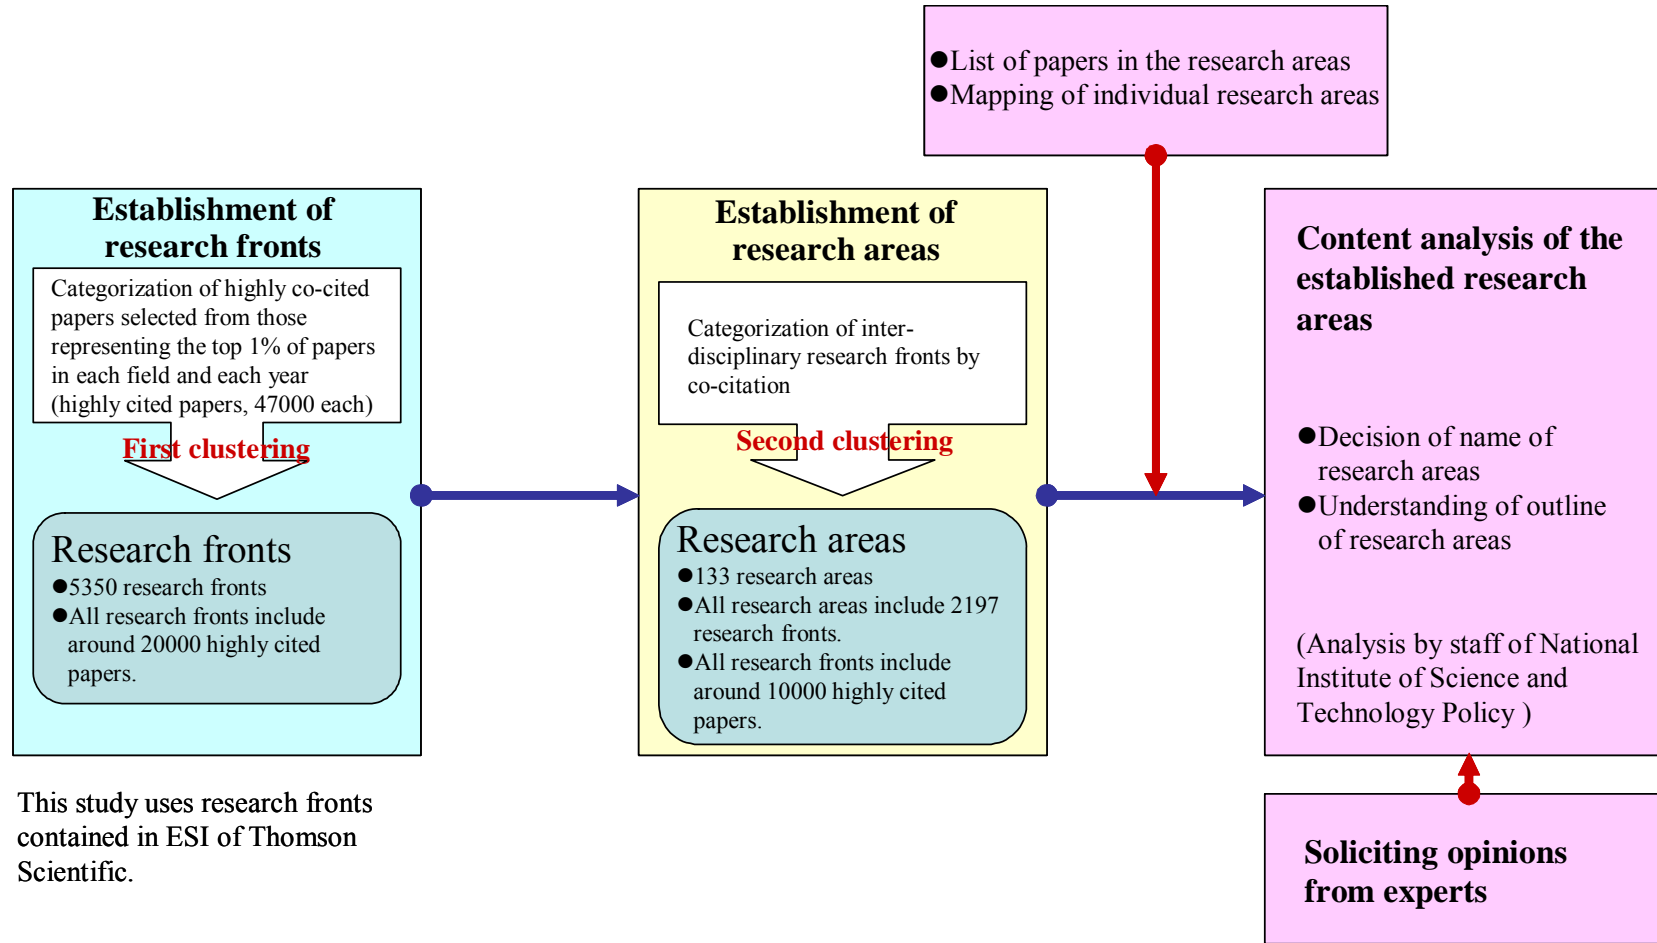 ●List of papers in the research areas
●Mapping of individual research areas
Establishment of
research fronts
Categorization of highly co-cited
papers selected from those
representing the top 1% of papers
in each field and each year
(highly cited papers, 47000 each)
First clustering
Research fronts
●5350 research fronts
●All research fronts include
around 20000 highly cited
papers.
This study uses research fronts
contained in ESI of Thomson
Scientific.
Establishment of
research areas
Categorization of inter-
disciplinary research fronts by
co-citation
Second clustering
Research areas
●133 research areas
●All research areas include 2197
research fronts.
●All research fronts include
around 10000 highly cited
papers.
Content analysis of the
established research
areas
●Decision of name of
research areas
●Understanding of outline
of research areas
(Analysis by staff of National
Institute of Science and
Technology Policy )
Soliciting opinions
from experts